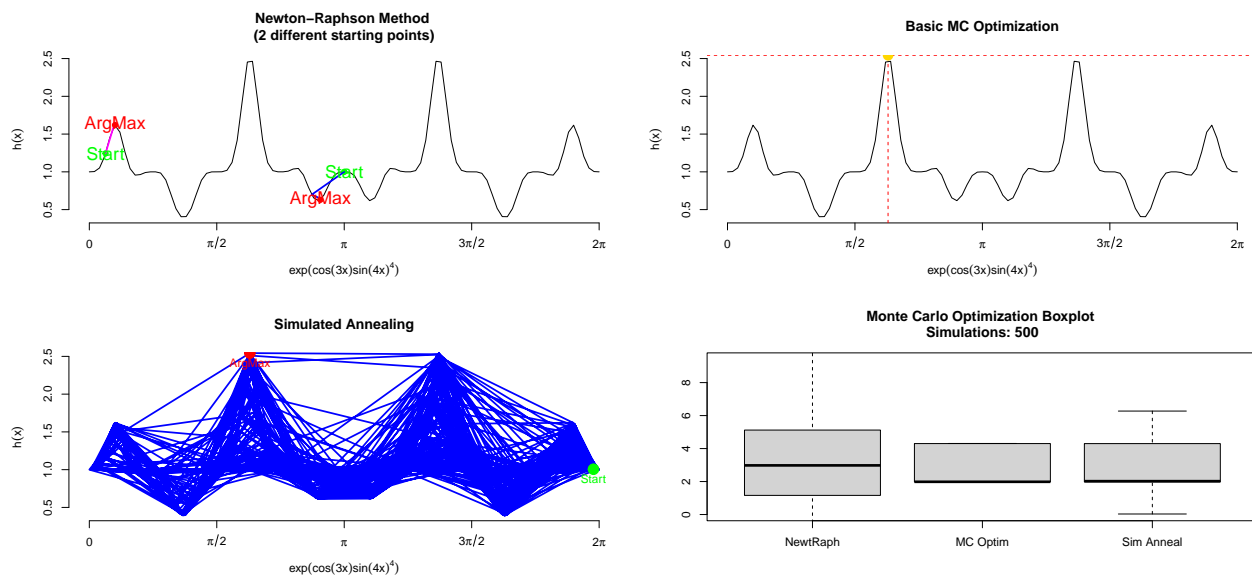 Newton−Raphson Method
(2 different starting points)
h(x)
2.5
2.0
1.5
1.0
0.5
ArgMax
Start
Start
ArgMax
0
π/2
π
3π/2
2π
exp(cos(3x)sin(4x)⁴)
Basic MC Optimization
h(x)
2.5
2.0
1.5
1.0
0.5
0
π/2
π
3π/2
2π
exp(cos(3x)sin(4x)⁴)
Simulated Annealing
h(x)
2.5
2.0
1.5
1.0
0.5
ArgMax
Start
0
π/2
π
3π/2
2π
exp(cos(3x)sin(4x)⁴)
Monte Carlo Optimization Boxplot
Simulations: 500
8
6
4
2
0
NewtRaph
MC Optim
Sim Anneal